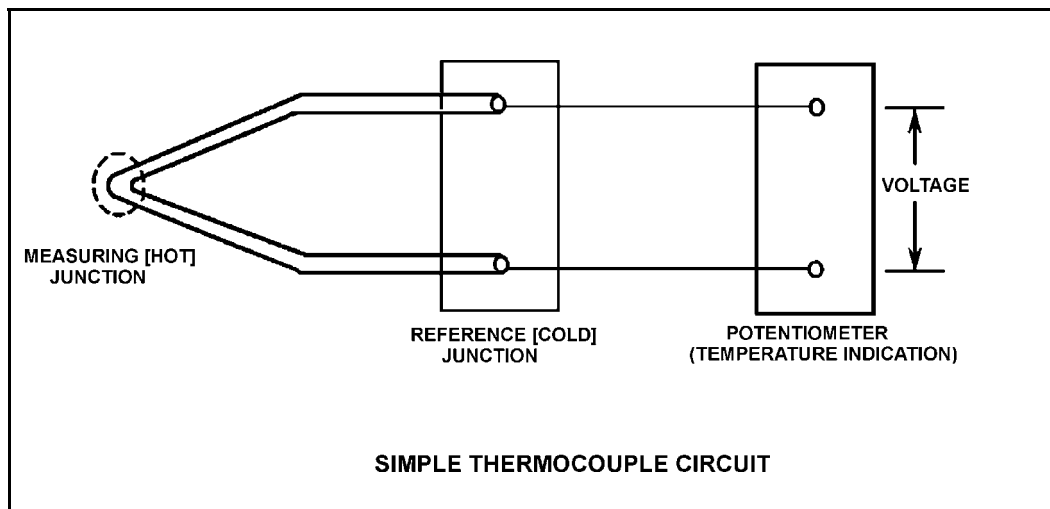 VOLTAGE
MEASURING [HOT]
JUNCTION
REFERENCE [COLD]
JUNCTION
POTENTIOMETER
(TEMPERATURE INDICATION)
SIMPLE THERMOCOUPLE CIRCUIT